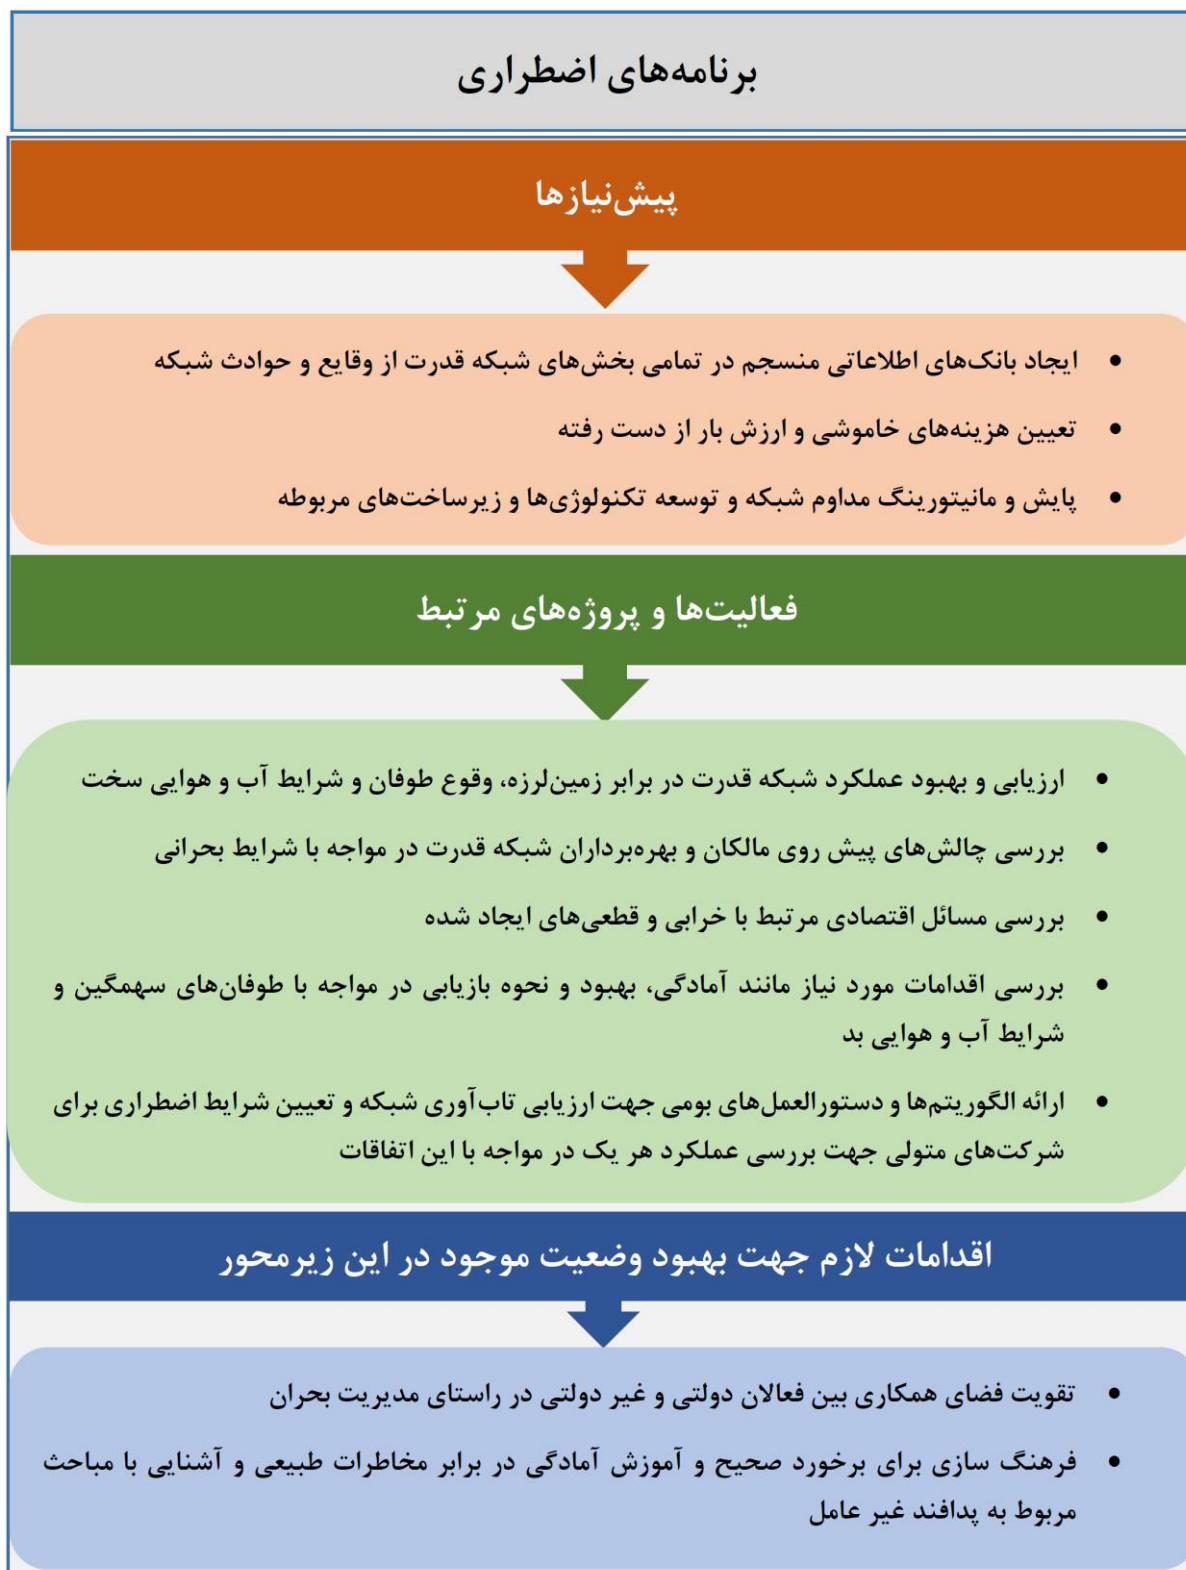 برنامه‌های اضطراری
پیش‌نیازها
• ایجاد بانک‌های اطلاعاتی منسجم در تمامی بخش‌های شبکه قدرت از وقایع و حوادث شبکه
• تعیین هزینه‌های خاموشی و ارزش بار از دست رفته
• پایش و مانیتورینگ مداوم شبکه و توسعه تکنولوژی‌ها و زیرساخت‌های مربوطه
فعالیت‌ها و پروژه‌های مرتبط
• ارزیابی و بهبود عملکرد شبکه قدرت در برابر زمین‌لرزه، وقوع طوفان و شرایط آب و هوایی سخت
• بررسی چالش‌های پیش روی مالکان و بهره‌برداران شبکه قدرت در مواجه با شرایط بحرانی
• بررسی مسائل اقتصادی مرتبط با خرابی و قطعی‌های ایجاد شده
• بررسی اقدامات مورد نیاز مانند آمادگی، بهبود و نحوه بازیابی در مواجه با طوفان‌های سهمگین و
شرایط آب و هوایی بد
• ارائه الگوریتم‌ها و دستورالعمل‌های بومی جهت ارزیابی تاب‌آوری شبکه و تعیین شرایط اضطراری برای
شرکت‌های متولی جهت بررسی عملکرد هر یک در مواجه با این اتفاقات
اقدامات لازم جهت بهبود وضعیت موجود در این زیرمحور
• تقویت فضای همکاری بین فعالان دولتی و غیر دولتی در راستای مدیریت بحران
• فرهنگ سازی برای برخورد صحیح و آموزش آمادگی در برابر مخاطرات طبیعی و آشنایی با مباحث
مربوط به پدافند غیر عامل